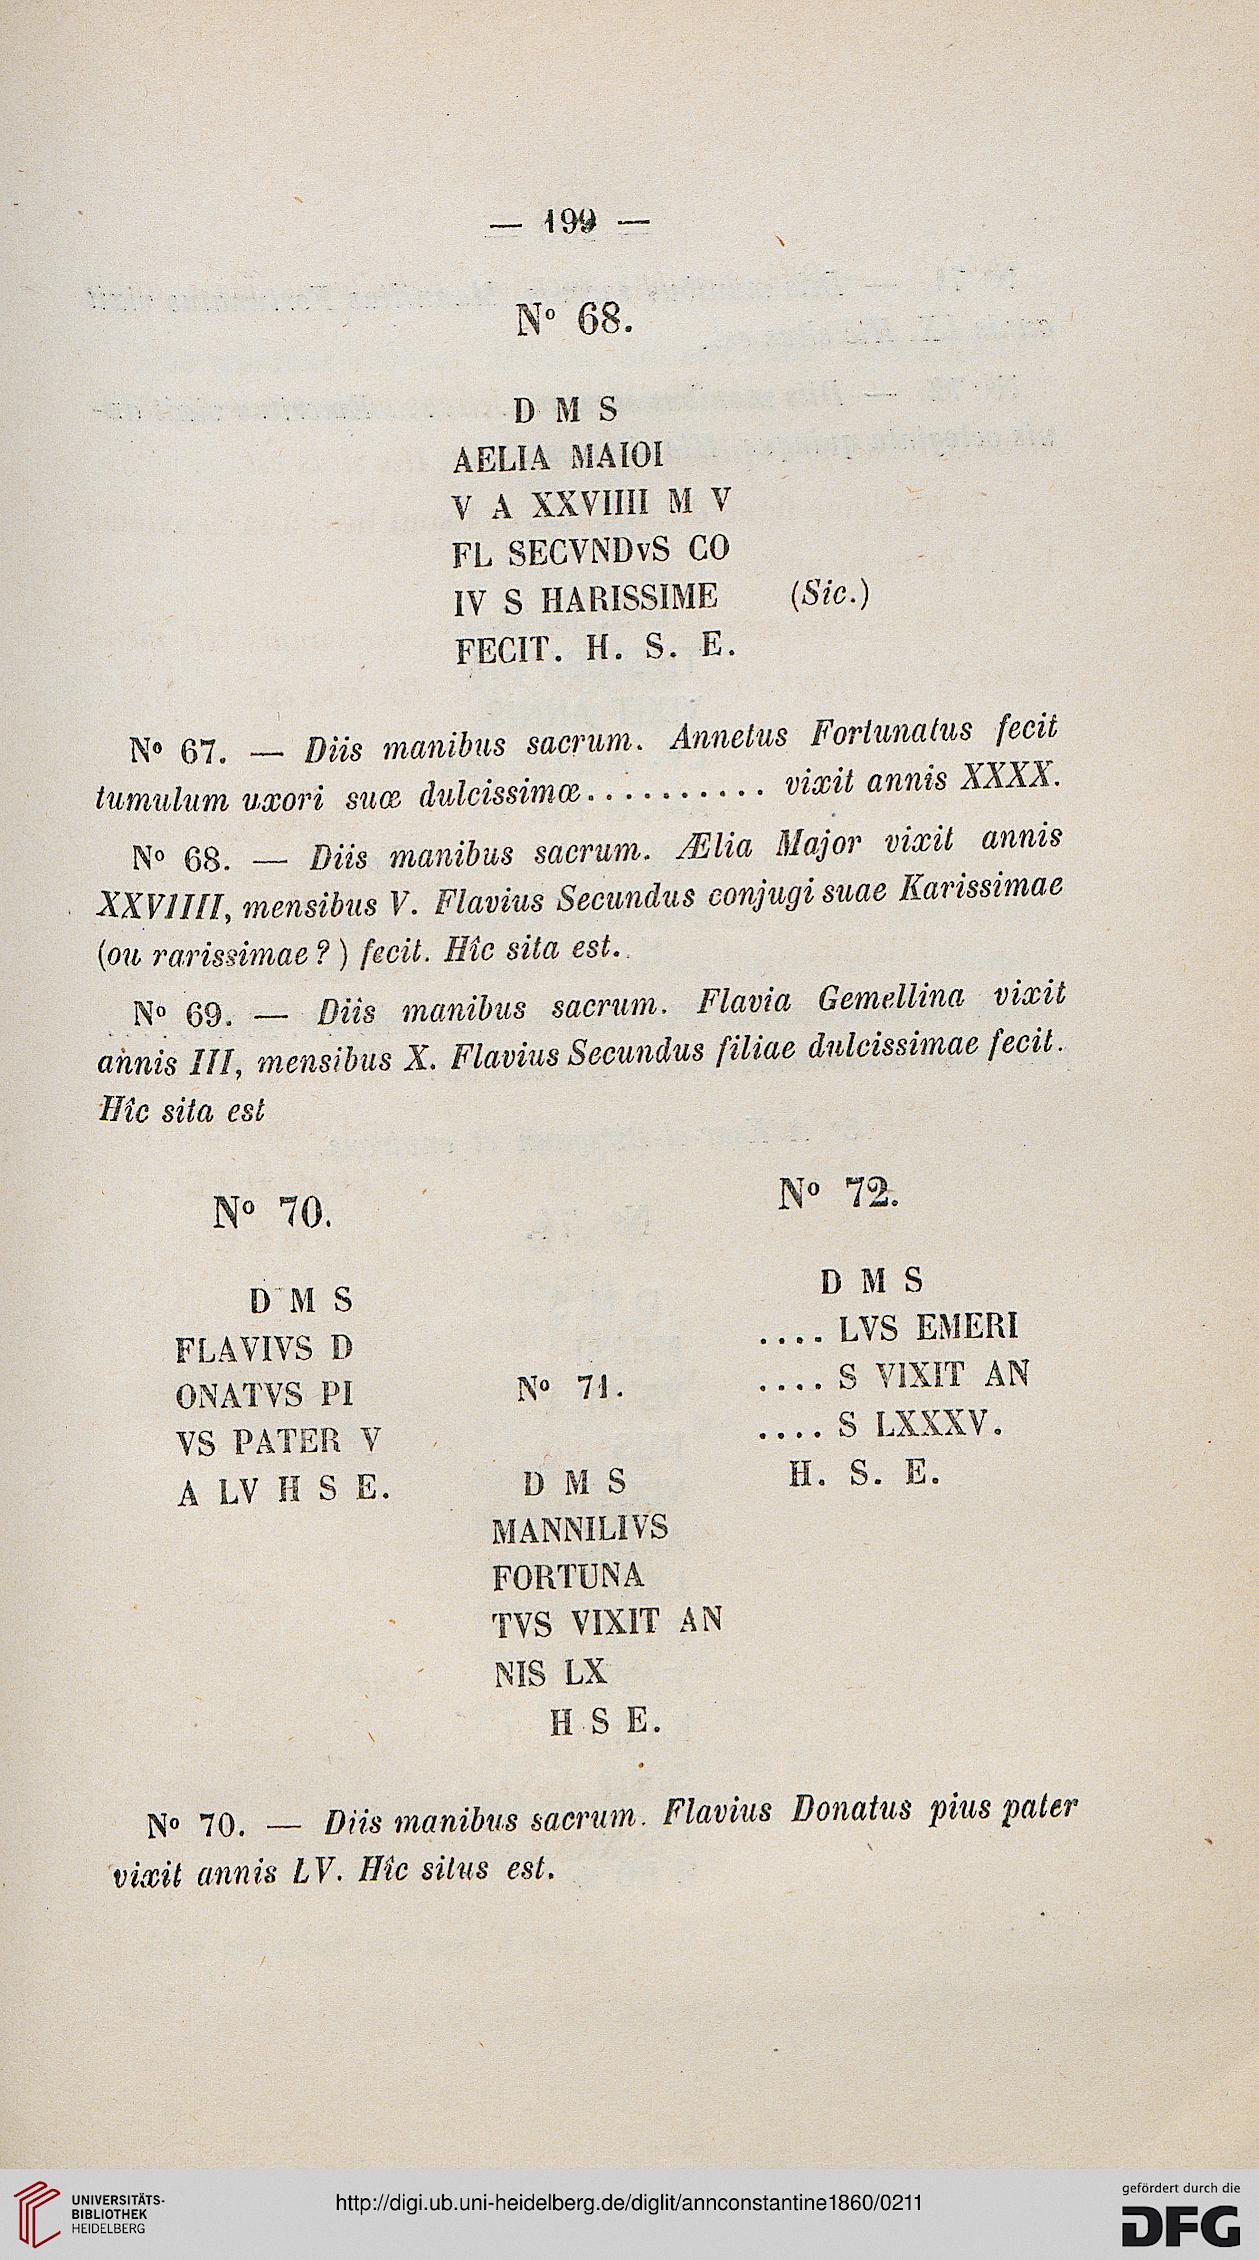 — 199 —
N° 68.
D M S
AELIA MAIOI
V A XXVIIII M V
FL SECVNDvS CO
IV S HARISSIME (Sic.)
FECIT. H. S. E.
N° 67. — Diis manibus sacrum. Annetus Fortunatus fecit
tumulum uxori suœ dulcissimœ........... vixit annis XXXX.
N° 68. — Diis manibus sacrum. Ælia Major vixit annis
XXVIIII, mensibus V. Flavius Secundus conjugi suae Karissimae
(ou rarissimae ? ) fecit. Hîc sita est.
N° 69. — Diis manibus sacrum. Flavia Gemellina vixit
annis III, mensibus X. Flavius Secundus filiae dulcissimae fecit.
Hîc sita est
N° 70.
D M S
FLAVIVS D
ONATVS PI
VS PATER V
A LV H S E.
N° 71.
D M S
MANNILIVS
FORTUNA
TVS VIXIT AN
NIS LX
H S E.
N° 72.
D M S
.... LVS EMERI
.... S VIXIT AN
.... S LXXXV.
H. S. E.
N° 70. — Diis manibus sacrum. Flavius Donatus pius pater
vixit annis LV. Hîc situs est.
UNIVERSITÄTS-
BIBLIOTHEK
HEIDELBERG
http://digi.ub.uni-heidelberg.de/diglit/annconstantine1860/0211
gefördert durch die
DFG